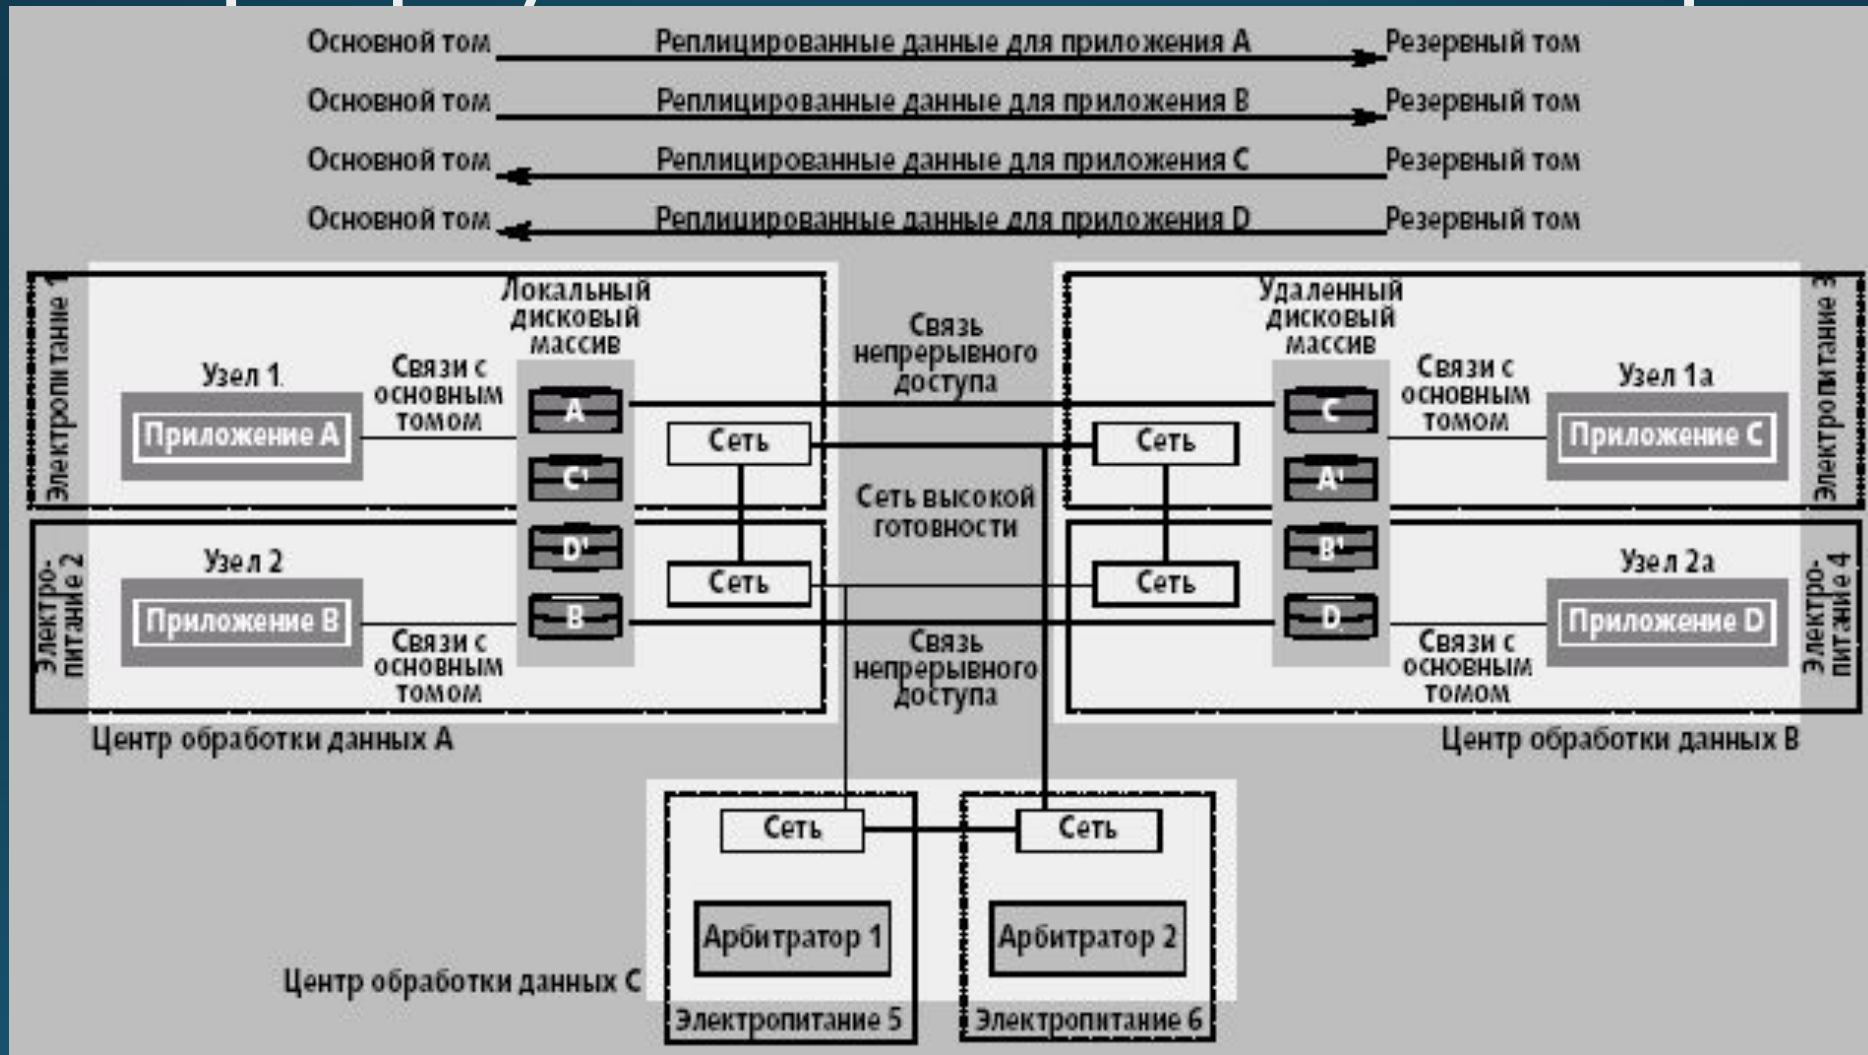 Основной том Реплицированные данные для приложения A Резервный том
Основной том Реплицированные данные для приложения B Резервный том
Основной том Реплицированные данные для приложения C Резервный том
Основной том Реплицированные данные для приложения D Резервный том
Электропитание 1
Локальный
дисковый
массив
Узел 1
Приложение A
Связи с
основным
томом
A
C'
Сеть
Электро-
питание 2
Узел 2
Приложение B
Связи с
основным
томом
D'
B
Сеть
Центр обработки данных A
Связь
непрерывного
доступа
Сеть высокой
готовности
Связь
непрерывного
доступа
Удаленный
дисковый
массив
Сеть
C
A'
Связи с
основным
томом
Узел 1a
Приложение C
Электропитание 3
Сеть
B'
D
Связи с
основным
томом
Узел 2a
Приложение D
Электро-
питание 4
Центр обработки данных B
Сеть
Арбитратор 1
Электропитание 5
Сеть
Арбитратор 2
Электропитание 6
Центр обработки данных C